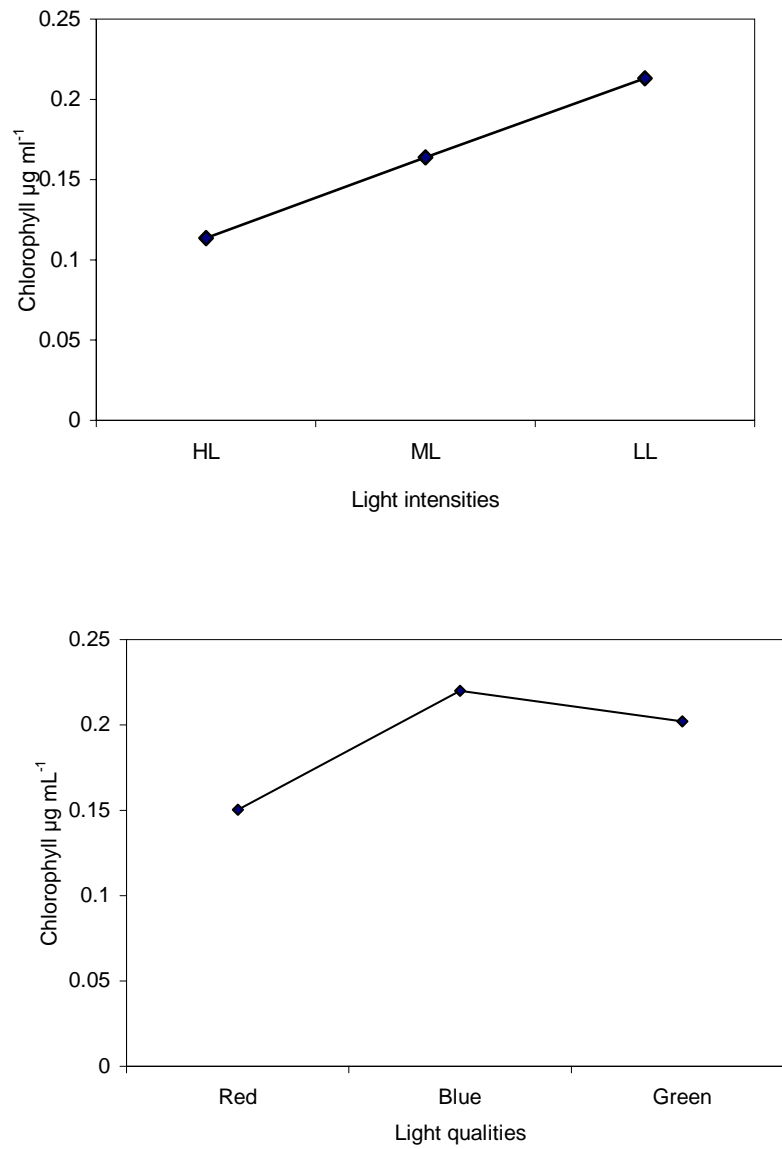 0.25
0.2
0.15
0.1
0.05
0
Chlorophyll µg ml-1
HL ML LL
Light intensities
0.25
0.2
0.15
0.1
0.05
0
Chlorophyll µg mL-1
Red Blue Green
Light qualities